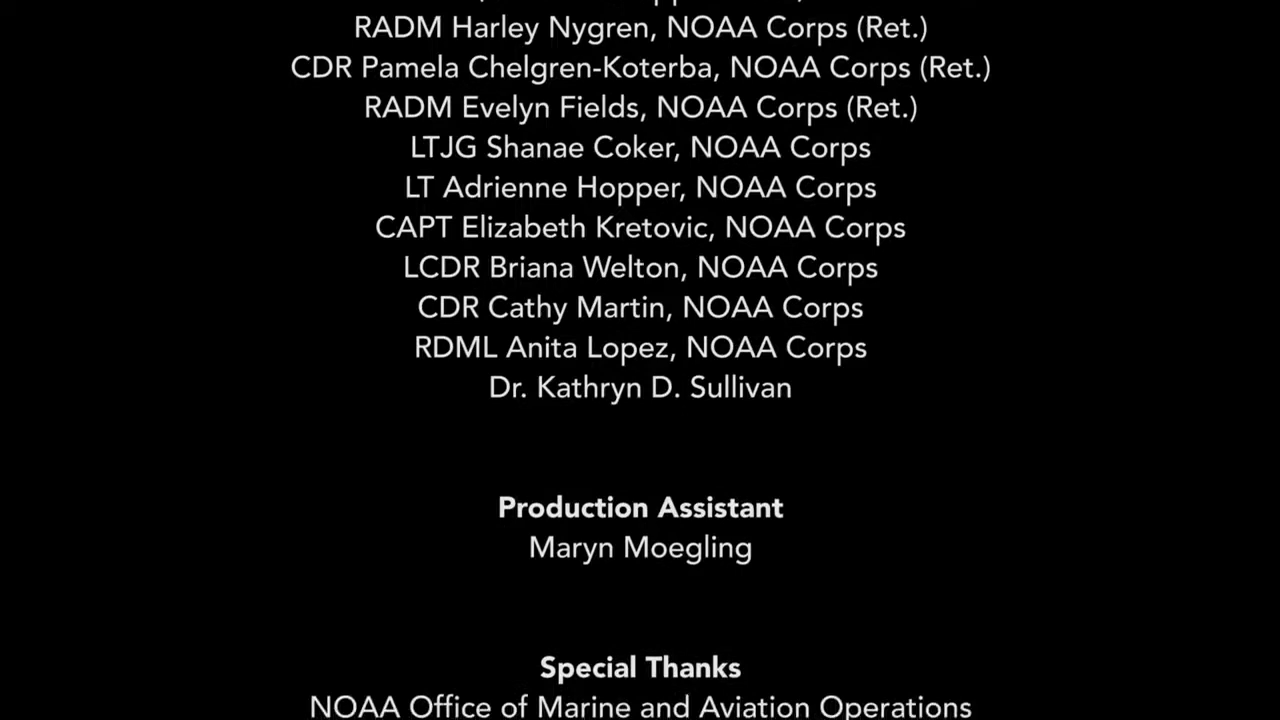 RADM Harley Nygren, NOAA Corps (Ret.)
CDR Pamela Chelgren-Koterba, NOAA Corps (Ret.)
RADM Evelyn Fields, NOAA Corps (Ret.)
LTJG Shanae Coker, NOAA Corps
LT Adrienne Hopper, NOAA Corps
CAPT Elizabeth Kretovic, NOAA Corps
LCDR Briana Welton, NOAA Corps
CDR Cathy Martin, NOAA Corps
RDML Anita Lopez, NOAA Corps
Dr. Kathryn D. Sullivan
Production Assistant
Maryn Moegling
Special Thanks
NOAA Office of Marine and Aviation Operations